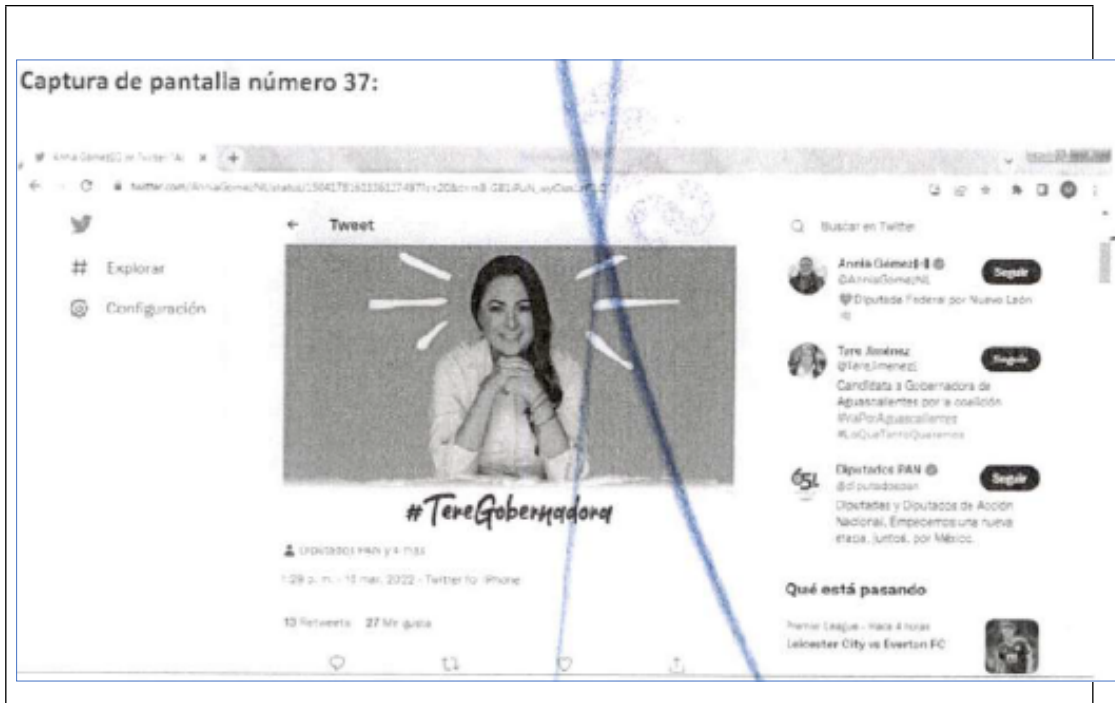 Captura de pantalla número 37:
Tweet
Buscar en Twitter
Explorar
Configuración
Annia Gómez
@AnniaGomezNL
Seguir
Diputada Federal por Nuevo León
Tere Jiménez
@TereJimenezE
Seguir
Candidata a Gobernadora de
Aguascalientes por la coalición
#VaPorAguascalientes
#LoQueTantoQueremos
#TereGobernadora
Diputados PAN
@diputadospan
Seguir
Diputadas y Diputados de Acción
Nacional, Empecemos una nueva
etapa, juntos, por México.
Diputados PAN y 4 más
1:29 p. m. · mar. 2022 · Twitter for iPhone
13 Retweets 27 Me gusta
Qué está pasando
Premier League · Hace 4 horas
Leicester City vs Everton FC